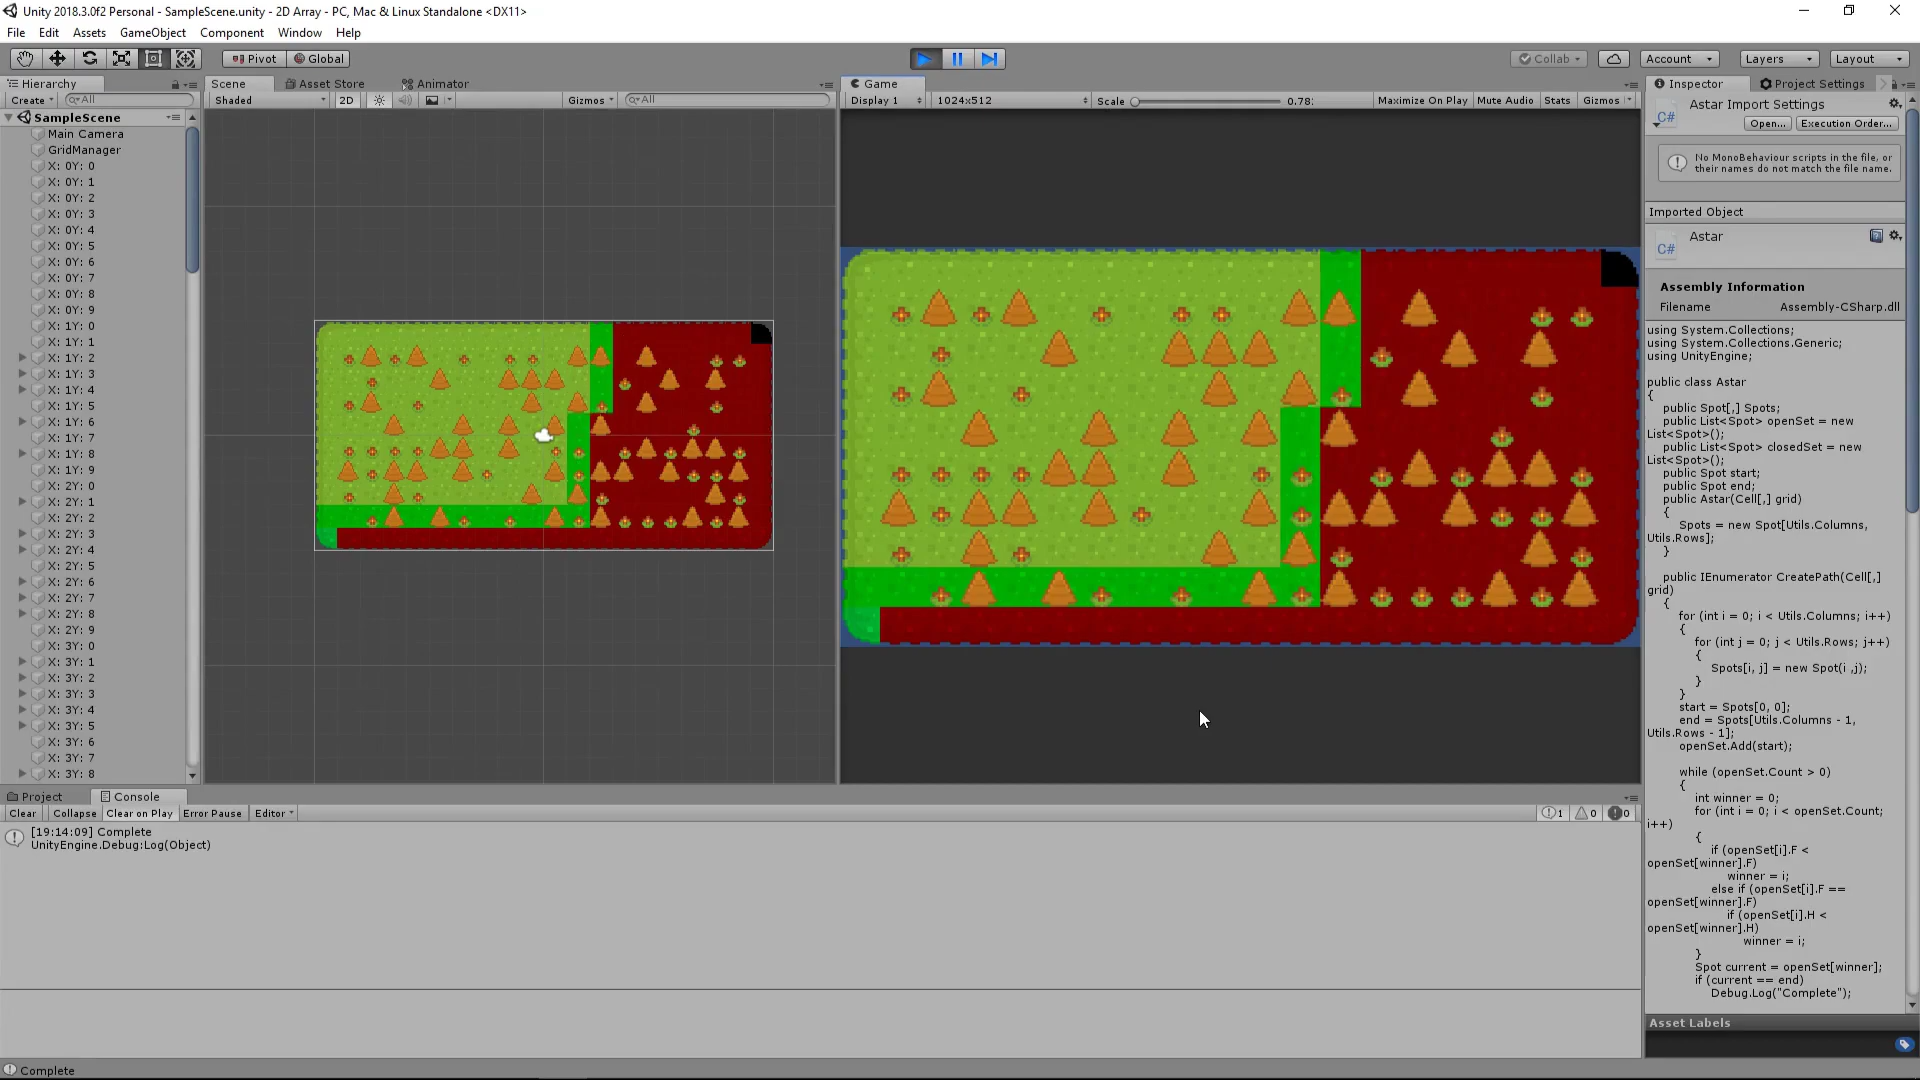 Unity 2018.3.0f2 Personal - SampleScene.unity - 2D Array - PC, Mac & Linux Standalone <DX11>
File Edit Assets GameObject Component Window Help
Pivot Global
Collab Account Layers Layout
Hierarchy
Create All
SampleScene
Main Camera
GridManager
X: 0Y: 0
X: 0Y: 1
X: 0Y: 2
X: 0Y: 3
X: 0Y: 4
X: 0Y: 5
X: 0Y: 6
X: 0Y: 7
X: 0Y: 8
X: 0Y: 9
X: 1Y: 0
X: 1Y: 1
X: 1Y: 2
X: 1Y: 3
X: 1Y: 4
X: 1Y: 5
X: 1Y: 6
X: 1Y: 7
X: 1Y: 8
X: 1Y: 9
X: 2Y: 0
X: 2Y: 1
X: 2Y: 2
X: 2Y: 3
X: 2Y: 4
X: 2Y: 5
X: 2Y: 6
X: 2Y: 7
X: 2Y: 8
X: 2Y: 9
X: 3Y: 0
X: 3Y: 1
X: 3Y: 2
X: 3Y: 3
X: 3Y: 4
X: 3Y: 5
X: 3Y: 6
X: 3Y: 7
X: 3Y: 8
Scene Asset Store Animator
Shaded 2D Gizmos All
Game
Display 1 1024x512 Scale 0.78: Maximize On Play Mute Audio Stats Gizmos
Inspector Project Settings
Astar Import Settings
C#
Open... Execution Order...
No MonoBehaviour scripts in the file, or
their names do not match the file name.
Imported Object
C# Astar
Assembly Information
Filename Assembly-CSharp.dll
using System.Collections;
using System.Collections.Generic;
using UnityEngine;
public class Astar
{
public Spot[,] Spots;
public List<Spot> openSet = new
List<Spot>();
public List<Spot> closedSet = new
List<Spot>();
public Spot start;
public Spot end;
public Astar(Cell[,] grid)
{
Spots = new Spot[Utils.Columns,
Utils.Rows];
}
public IEnumerator CreatePath(Cell[,]
grid)
{
for (int i = 0; i < Utils.Columns; i++)
{
for (int j = 0; j < Utils.Rows; j++)
{
Spots[i, j] = new Spot(i ,j);
}
}
start = Spots[0, 0];
end = Spots[Utils.Columns - 1,
Utils.Rows - 1];
openSet.Add(start);
while (openSet.Count > 0)
{
int winner = 0;
for (int i = 0; i < openSet.Count;
i++)
{
if (openSet[i].F <
openSet[winner].F)
winner = i;
else if (openSet[i].F ==
openSet[winner].F)
if (openSet[i].H <
openSet[winner].H)
winner = i;
}
Spot current = openSet[winner];
if (current == end)
Debug.Log("Complete");
Asset Labels
Project Console
Clear Collapse Clear on Play Error Pause Editor 1 0 0
[19:14:09] Complete
UnityEngine.Debug:Log(Object)
Complete